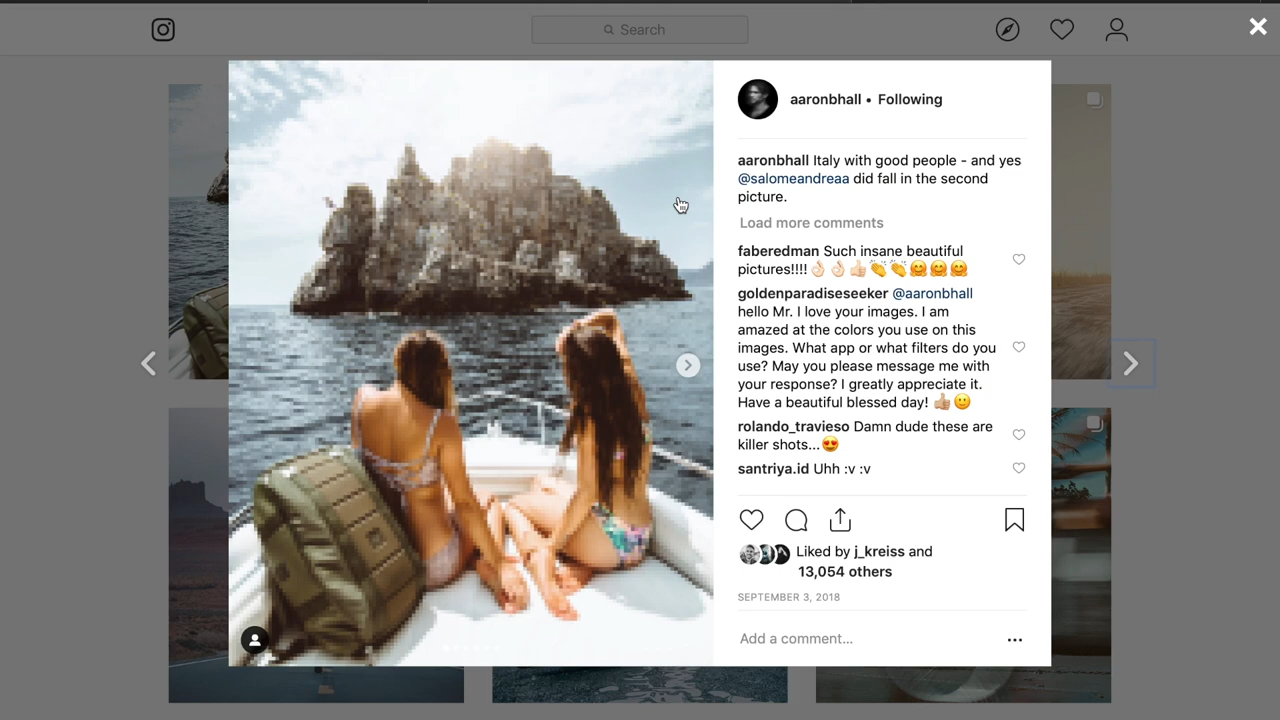 Search
aaronbhall • Following
aaronbhall Italy with good people - and yes
@salomeandreaa did fall in the second
picture.
Load more comments
faberedman Such insane beautiful
pictures!!!!👌🏻👌🏻👍🏻👏👏🤗🤗🤗
goldenparadiseseeker @aaronbhall
hello Mr. I love your images. I am
amazed at the colors you use on this
images. What app or what filters do you
use? May you please message me with
your response? I greatly appreciate it.
Have a beautiful blessed day! 👍🏼🙂
rolando_travieso Damn dude these are
killer shots...😍
santriya.id Uhh :v :v
Liked by j_kreiss and
13,054 others
SEPTEMBER 3, 2018
Add a comment...